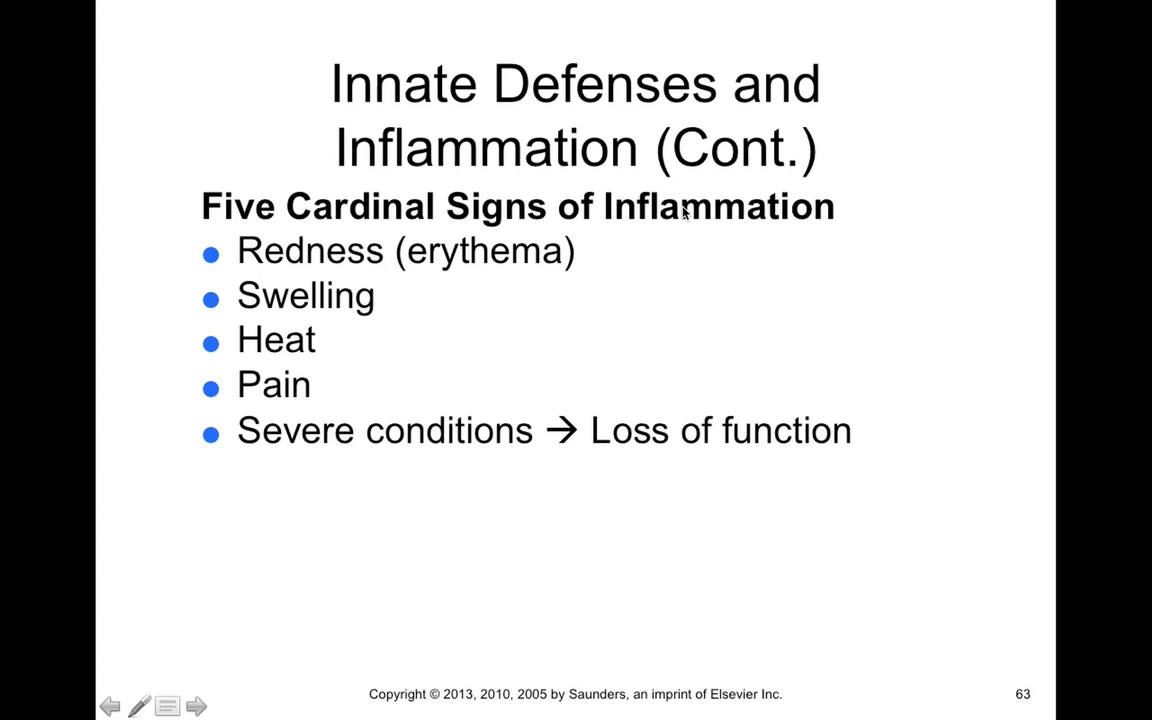 Innate Defenses and
Inflammation (Cont.)
Five Cardinal Signs of Inflammation
● Redness (erythema)
● Swelling
● Heat
● Pain
● Severe conditions → Loss of function
Copyright © 2013, 2010, 2005 by Saunders, an imprint of Elsevier Inc.
63